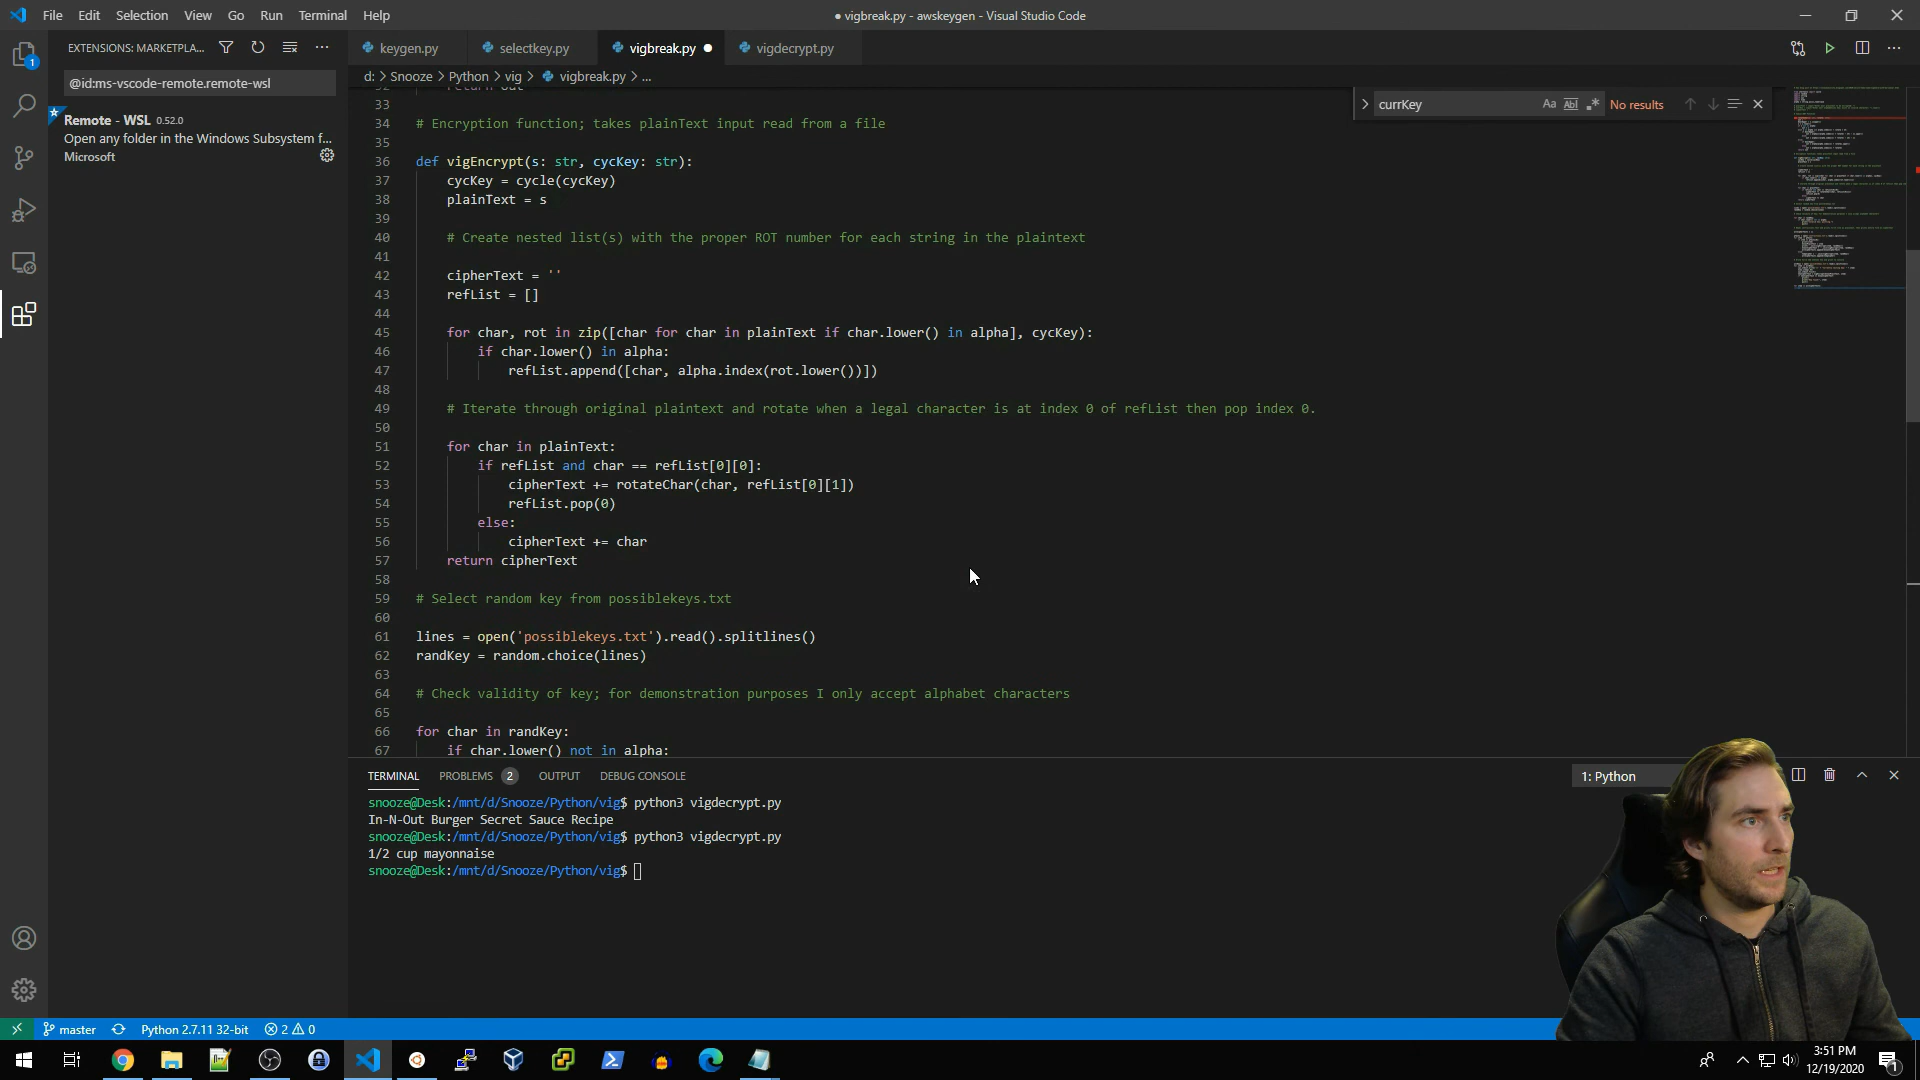 File Edit Selection View Go Run Terminal Help
● vigbreak.py - awskeygen - Visual Studio Code
EXTENSIONS: MARKETPLA...
keygen.py selectkey.py vigbreak.py vigdecrypt.py
@id:ms-vscode-remote.remote-wsl
d: > Snooze > Python > vig > vigbreak.py > ...
Remote - WSL 0.52.0
Open any folder in the Windows Subsystem f...
Microsoft
currKey
Aa Abl .* No results
32 return out
33
34 # Encryption function; takes plainText input read from a file
35
36 def vigEncrypt(s: str, cycKey: str):
37 cycKey = cycle(cycKey)
38 plainText = s
39
40 # Create nested list(s) with the proper ROT number for each string in the plaintext
41
42 cipherText = ''
43 refList = []
44
45 for char, rot in zip([char for char in plainText if char.lower() in alpha], cycKey):
46 if char.lower() in alpha:
47 refList.append([char, alpha.index(rot.lower())])
48
49 # Iterate through original plaintext and rotate when a legal character is at index 0 of refList then pop index 0.
50
51 for char in plainText:
52 if refList and char == refList[0][0]:
53 cipherText += rotateChar(char, refList[0][1])
54 refList.pop(0)
55 else:
56 cipherText += char
57 return cipherText
58
59 # Select random key from possiblekeys.txt
60
61 lines = open('possiblekeys.txt').read().splitlines()
62 randKey = random.choice(lines)
63
64 # Check validity of key; for demonstration purposes I only accept alphabet characters
65
66 for char in randKey:
67 if char.lower() not in alpha:
TERMINAL PROBLEMS 2 OUTPUT DEBUG CONSOLE
1: Python
snooze@Desk:/mnt/d/Snooze/Python/vig$ python3 vigdecrypt.py
In-N-Out Burger Secret Sauce Recipe
snooze@Desk:/mnt/d/Snooze/Python/vig$ python3 vigdecrypt.py
1/2 cup mayonnaise
snooze@Desk:/mnt/d/Snooze/Python/vig$
master Python 2.7.11 32-bit 2 0
3:51 PM
12/19/2020
1
1